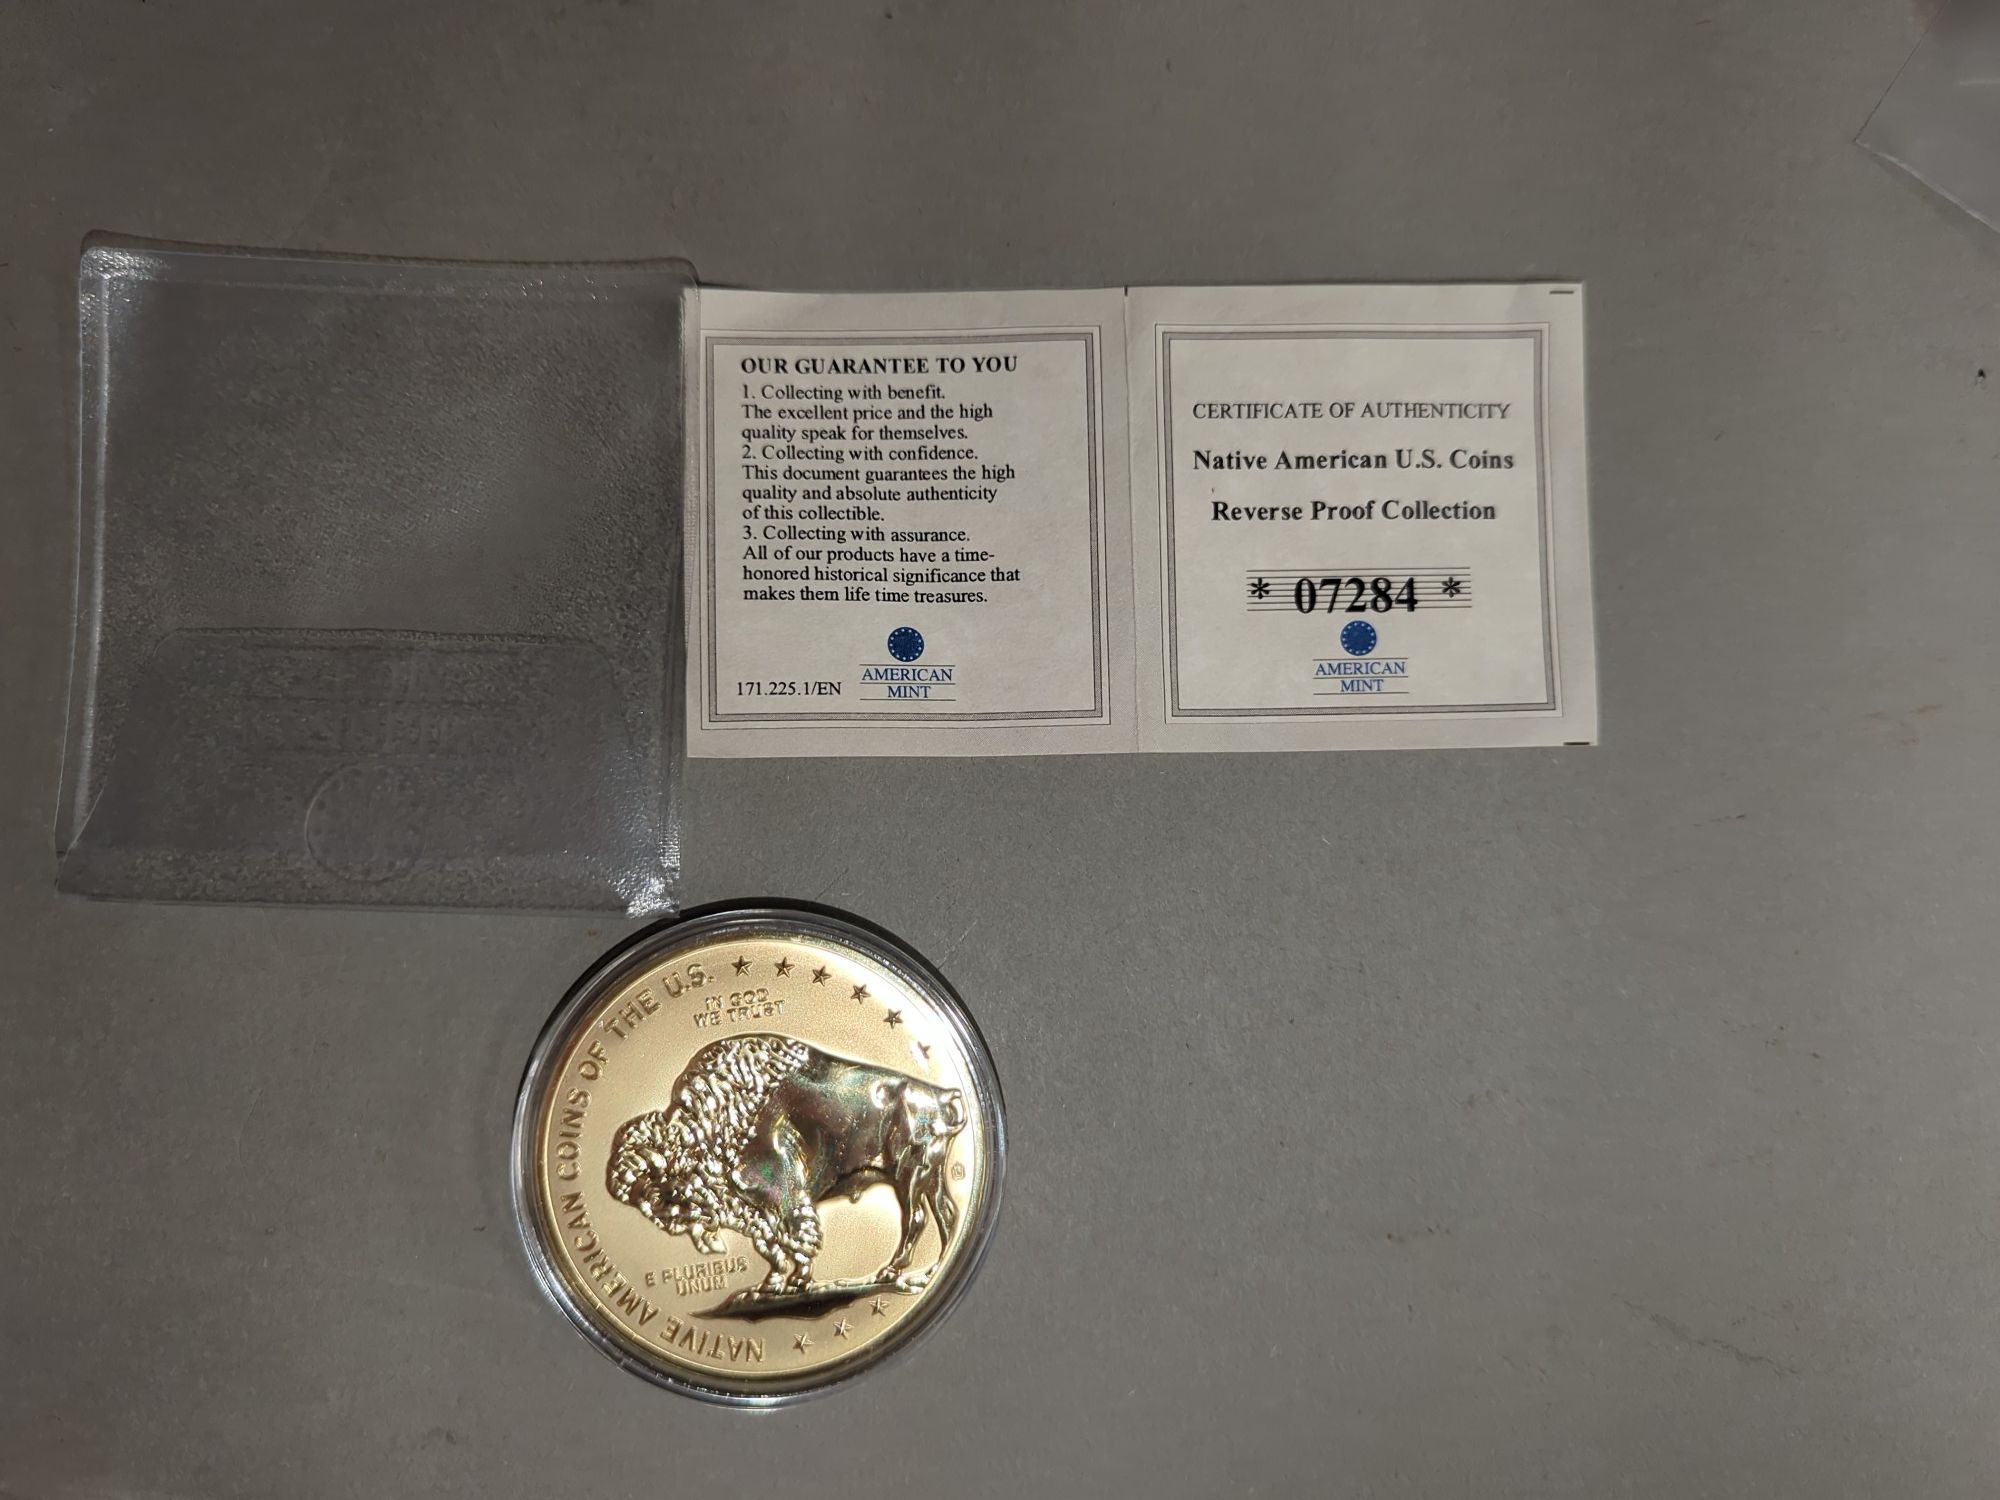 OUR GUARANTEE TO YOU
1. Collecting with benefit.
The excellent price and the high
quality speak for themselves.
2. Collecting with confidence.
This document guarantees the high
quality and absolute authenticity
of this collectible.
3. Collecting with assurance.
All of our products have a time-
honored historical significance that
makes them life time treasures.
171.225.1/EN
AMERICAN
MINT
CERTIFICATE OF AUTHENTICITY
Native American U.S. Coins
Reverse Proof Collection
* 07284 *
AMERICAN
MINT
NATIVE AMERICAN COINS OF THE U.S.
IN GOD
WE TRUST
E PLURIBUS
UNUM